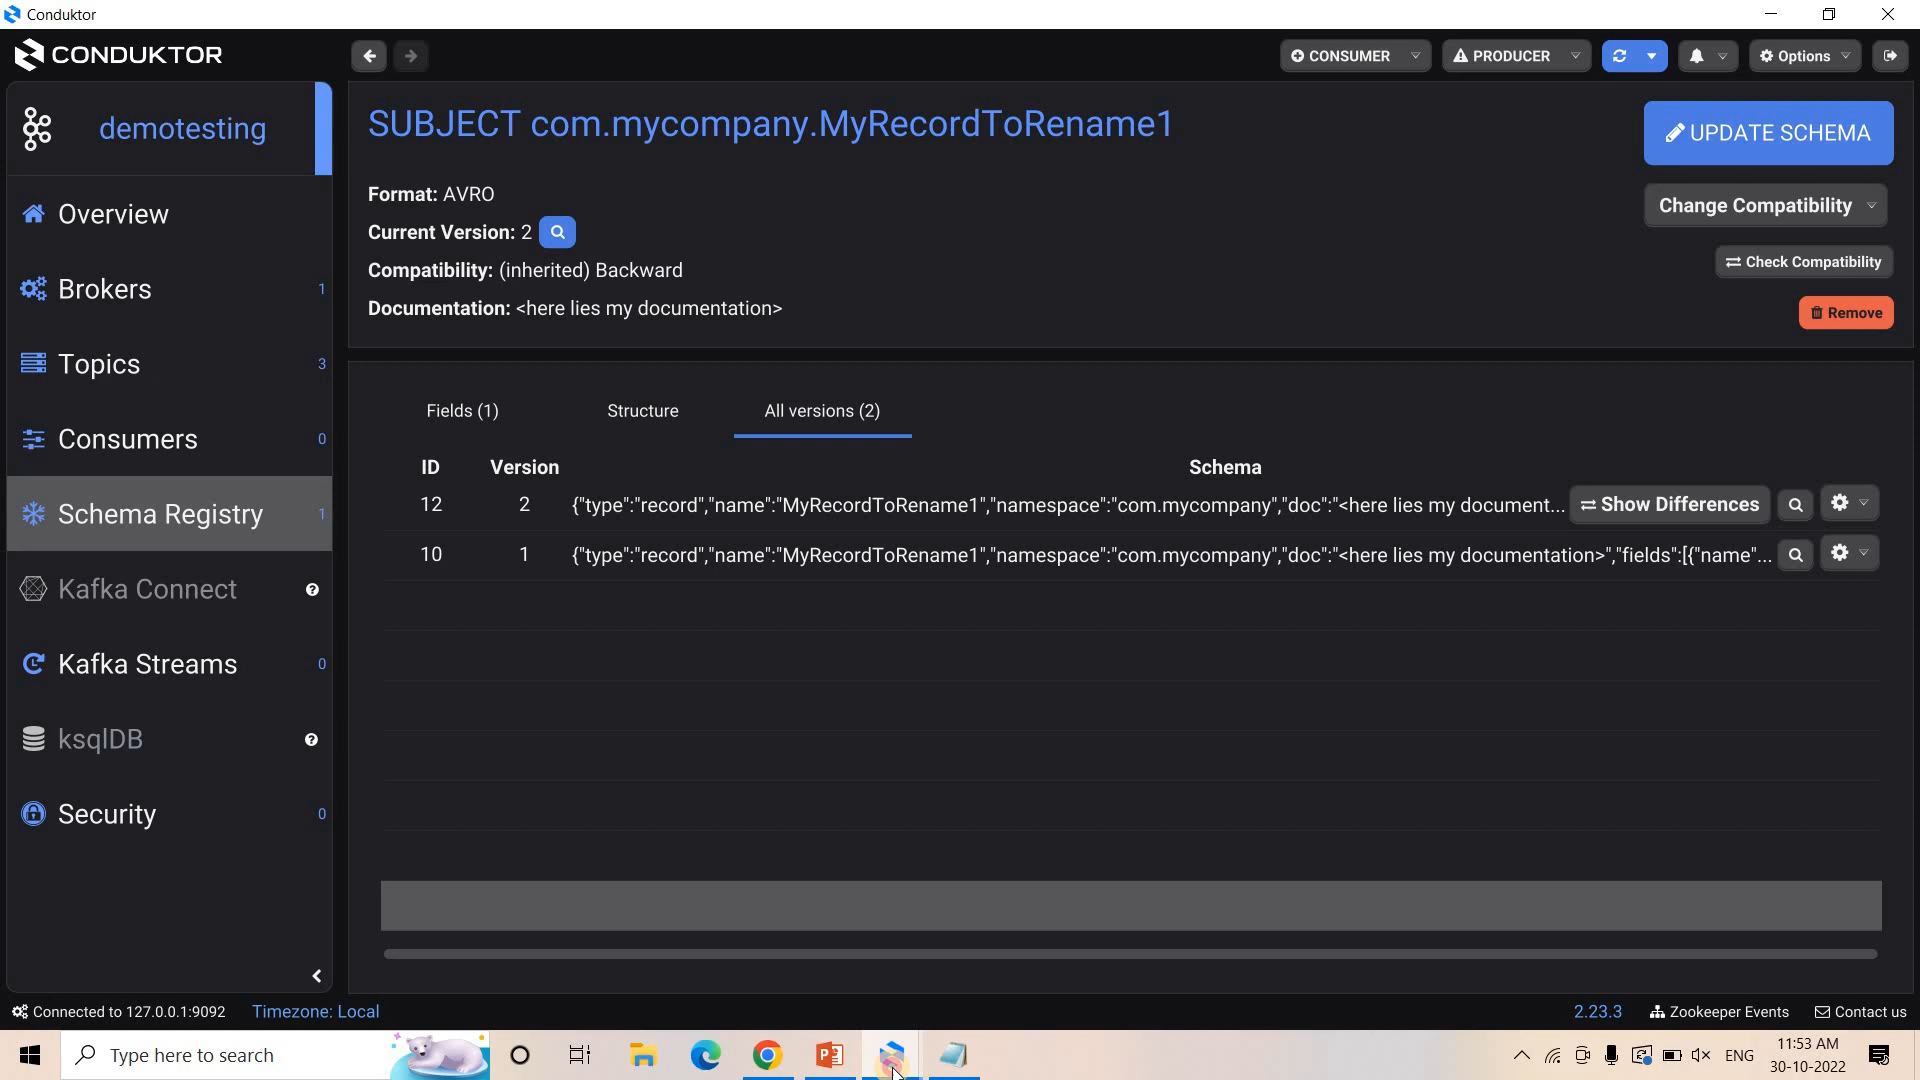 Conduktor
CONDUKTOR
CONSUMER
PRODUCER
Options
demotesting
Overview
Brokers 1
Topics 3
Consumers 0
Schema Registry 1
Kafka Connect ?
Kafka Streams 0
ksqlDB ?
Security 0
SUBJECT com.mycompany.MyRecordToRename1
UPDATE SCHEMA
Format: AVRO
Current Version: 2
Compatibility: (inherited) Backward
Documentation: <here lies my documentation>
Change Compatibility
Check Compatibility
Remove
Fields (1) Structure All versions (2)
ID Version Schema
12 2 {"type":"record","name":"MyRecordToRename1","namespace":"com.mycompany","doc":"<here lies my document... Show Differences
10 1 {"type":"record","name":"MyRecordToRename1","namespace":"com.mycompany","doc":"<here lies my documentation>","fields":[{"name"...
Connected to 127.0.0.1:9092 Timezone: Local 2.23.3 Zookeeper Events Contact us
Type here to search
ENG
11:53 AM
30-10-2022